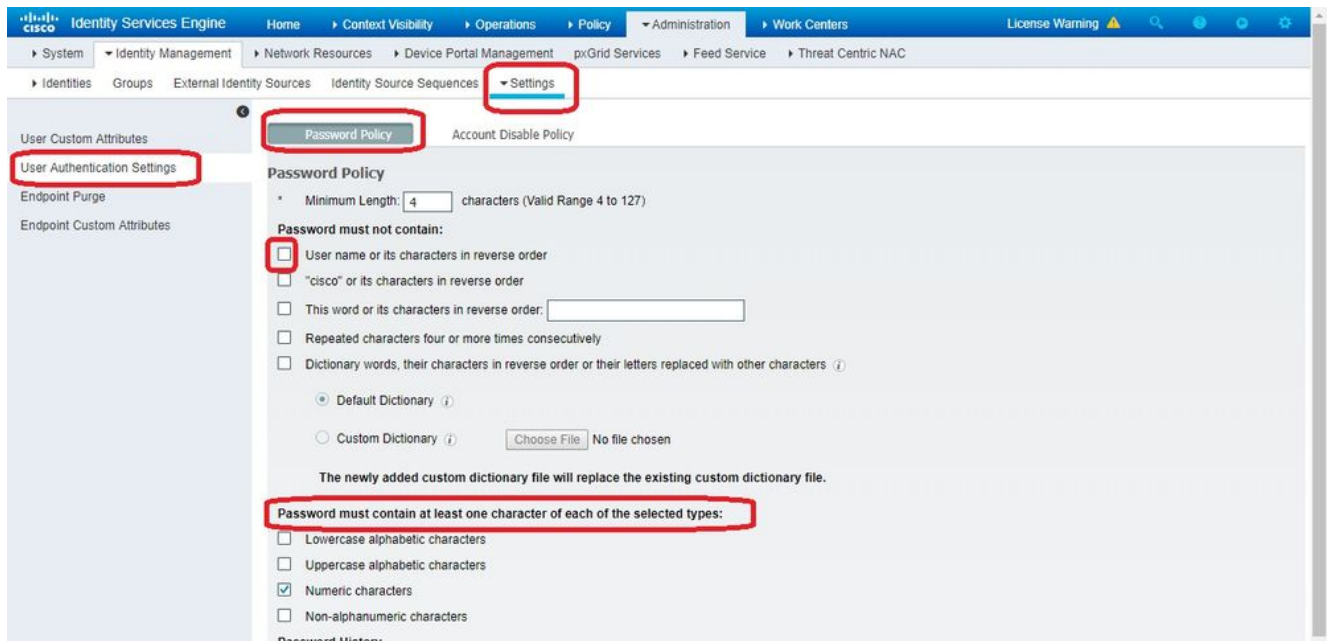 cisco Identity Services Engine Home Context Visibility Operations Policy Administration Work Centers License Warning
System Identity Management Network Resources Device Portal Management pxGrid Services Feed Service Threat Centric NAC
Identities Groups External Identity Sources Identity Source Sequences Settings
User Custom Attributes
User Authentication Settings
Endpoint Purge
Endpoint Custom Attributes
Password Policy Account Disable Policy
Password Policy
* Minimum Length: 4 characters (Valid Range 4 to 127)
Password must not contain:
User name or its characters in reverse order
"cisco" or its characters in reverse order
This word or its characters in reverse order:
Repeated characters four or more times consecutively
Dictionary words, their characters in reverse order or their letters replaced with other characters i
Default Dictionary i
Custom Dictionary i Choose File No file chosen
The newly added custom dictionary file will replace the existing custom dictionary file.
Password must contain at least one character of each of the selected types:
Lowercase alphabetic characters
Uppercase alphabetic characters
Numeric characters
Non-alphanumeric characters
Password History